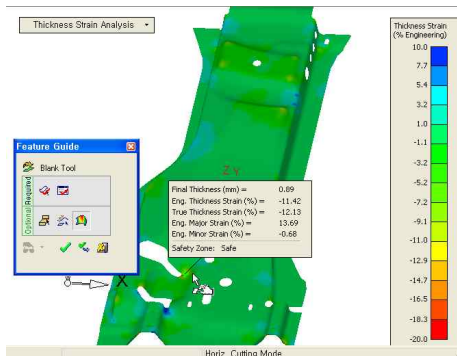 Thickness Strain Analysis
Thickness Strain
(% Engineering)
10.0
7.7
5.4
3.2
1.0
-1.1
-3.2
-5.2
-7.2
-9.1
-11.0
-12.9
-14.7
-16.5
-18.3
-20.0
Feature Guide
Blank Tool
Required
Optional
Z Y
X
Final Thickness (mm) = 0.89
Eng. Thickness Strain (%) = -11.42
True Thickness Strain (%) = -12.13
Eng. Major Strain (%) = 13.69
Eng. Minor Strain (%) = -0.68
Safety Zone: Safe
Horiz. Cutting Mode